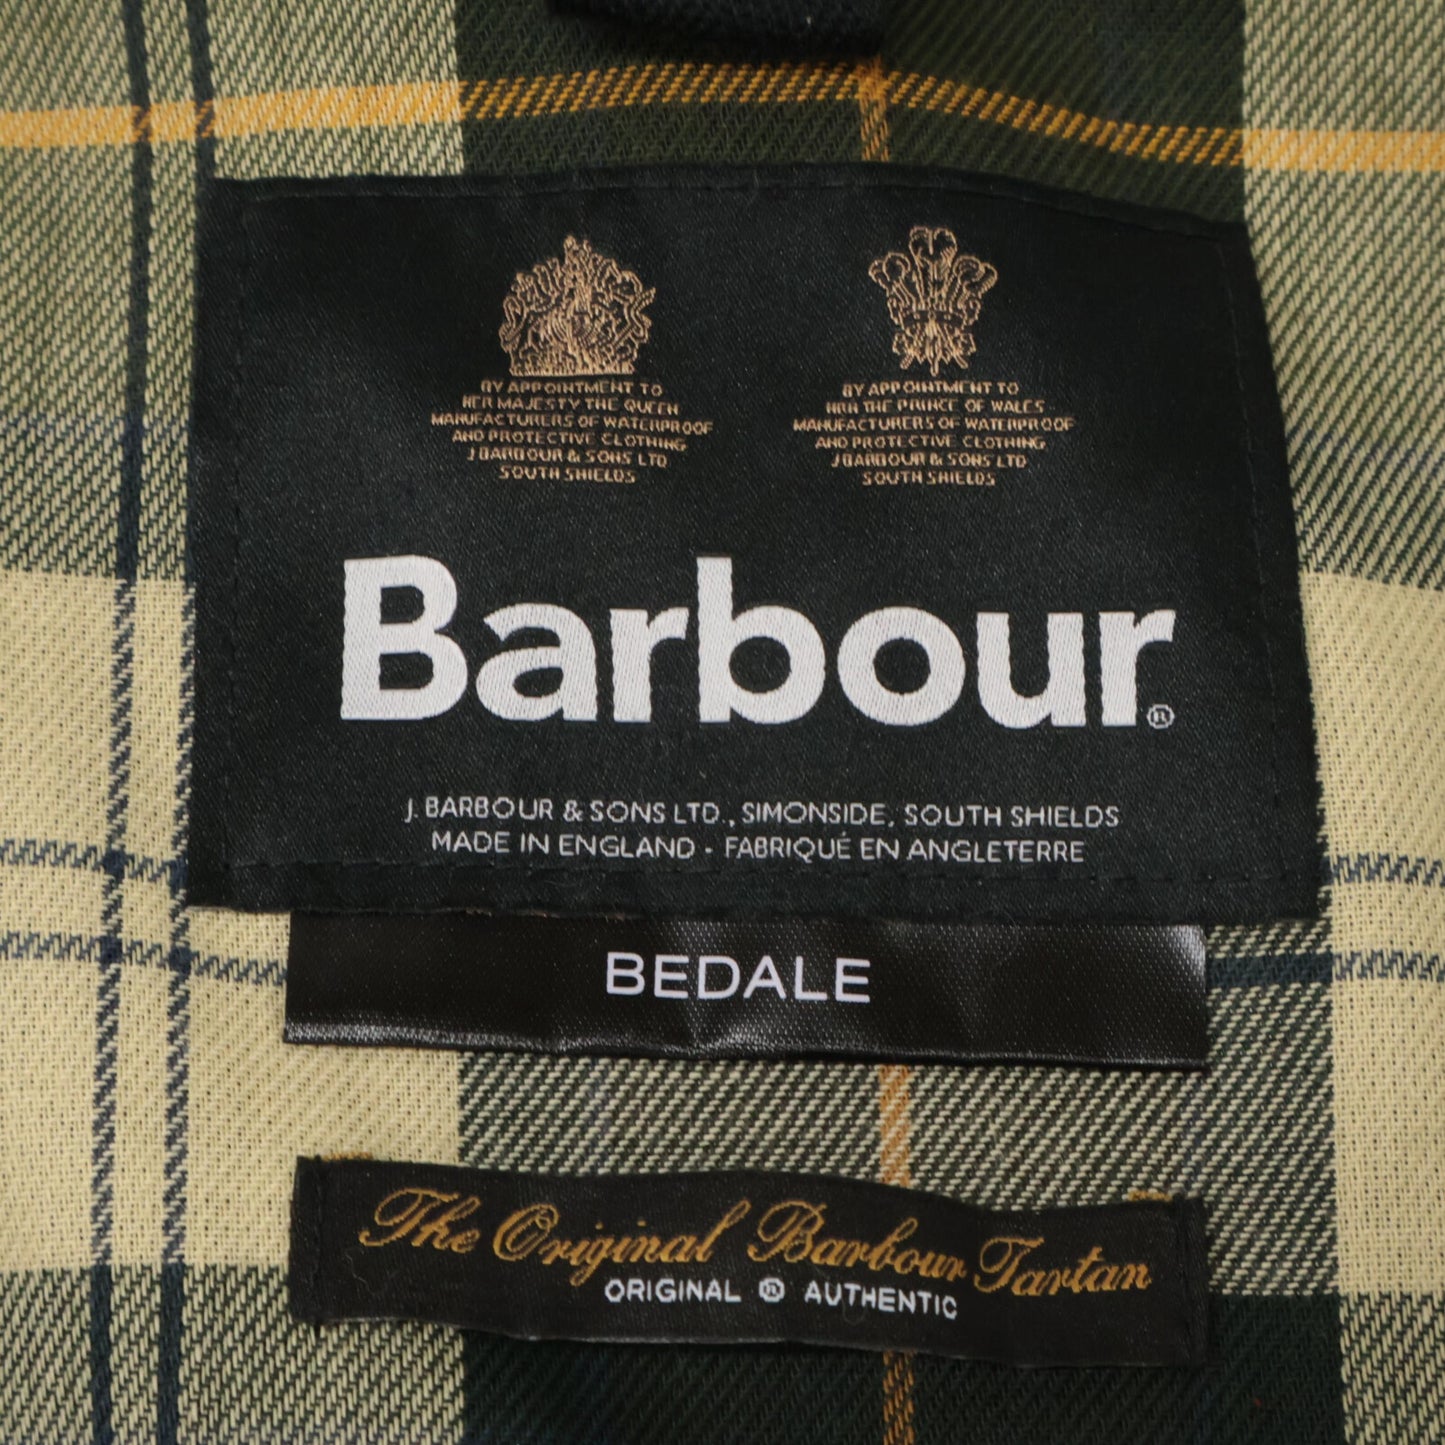 BY APPOINTMENT TO
HER MAJESTY THE QUEEN
MANUFACTURERS OF WATERPROOF
AND PROTECTIVE CLOTHING
J BARBOUR & SONS LTD
SOUTH SHIELDS
BY APPOINTMENT TO
HRH THE PRINCE OF WALES
MANUFACTURERS OF WATERPROOF
AND PROTECTIVE CLOTHING
J BARBOUR & SONS LTD
SOUTH SHIELDS
Barbour®
J. BARBOUR & SONS LTD., SIMONSIDE, SOUTH SHIELDS
MADE IN ENGLAND · FABRIQUÉ EN ANGLETERRE
BEDALE
The Original Barbour Tartan
ORIGINAL ® AUTHENTIC